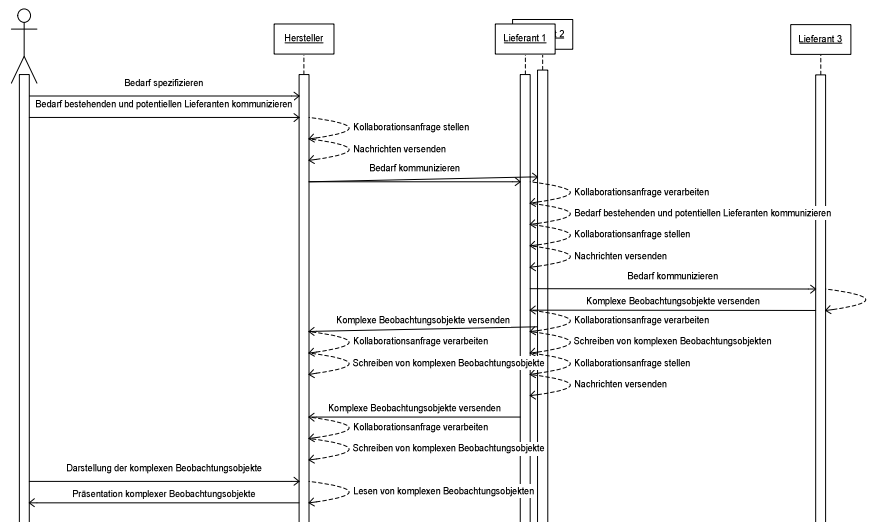 Hersteller
Lieferant 1
2
Lieferant 3
Bedarf spezifizieren
Bedarf bestehenden und potentiellen Lieferanten kommunizieren
Kollaborationsanfrage stellen
Nachrichten versenden
Bedarf kommunizieren
Kollaborationsanfrage verarbeiten
Bedarf bestehenden und potentiellen Lieferanten kommunizieren
Kollaborationsanfrage stellen
Nachrichten versenden
Bedarf kommunizieren
Komplexe Beobachtungsobjekte versenden
Komplexe Beobachtungsobjekte versenden
Kollaborationsanfrage verarbeiten
Kollaborationsanfrage verarbeiten
Schreiben von komplexen Beobachtungsobjekten
Schreiben von komplexen Beobachtungsobjekte
Kollaborationsanfrage stellen
Nachrichten versenden
Komplexe Beobachtungsobjekte versenden
Kollaborationsanfrage verarbeiten
Schreiben von komplexen Beobachtungsobjekte
Darstellung der komplexen Beobachtungsobjekte
Lesen von komplexen Beobachtungsobjekten
Präsentation komplexer Beobachtungsobjekte